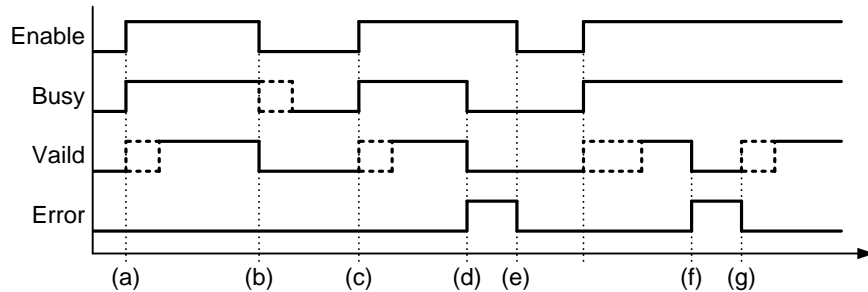 Enable
Busy
Vaild
Error
(a) (b) (c) (d) (e) (f) (g)